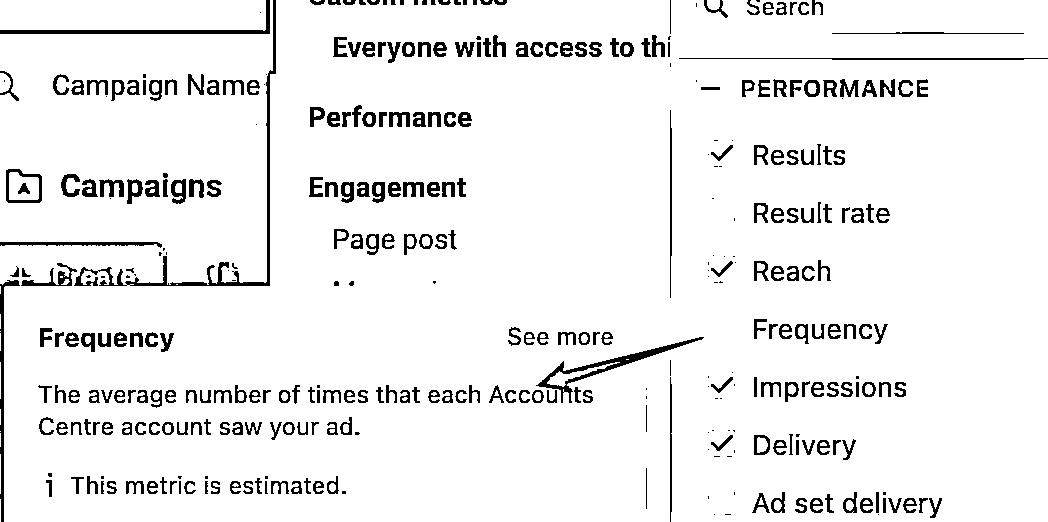 Custom metrics
Everyone with access to
Campaign Name
Performance
Engagement
Page post
Campaigns
Create
Search
PERFORMANCE
Results
Result rate
Reach
Frequency
Impressions
Delivery
Ad set delivery
Frequency
See more
The average number of times that each Accounts
Centre account saw your ad.
This metric is estimated.